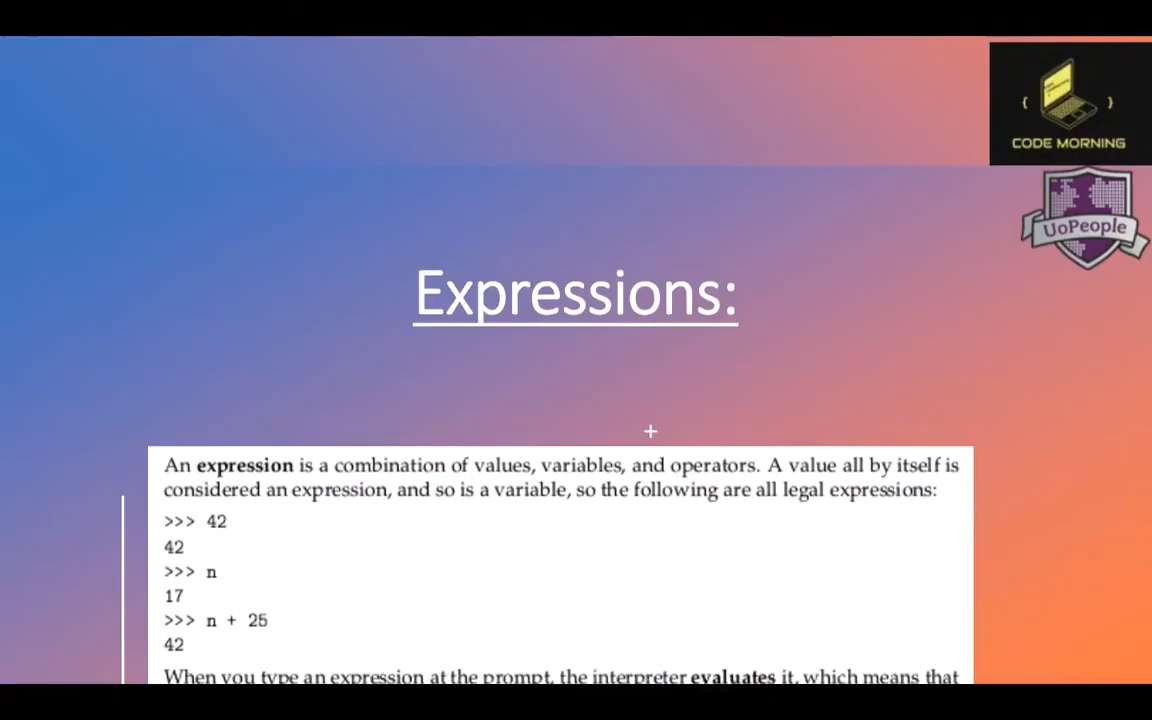 { }
CODE MORNING
UoPeople
Expressions:
An expression is a combination of values, variables, and operators. A value all by itself is
considered an expression, and so is a variable, so the following are all legal expressions:
>>> 42
42
>>> n
17
>>> n + 25
42
When you type an expression at the prompt, the interpreter evaluates it, which means that